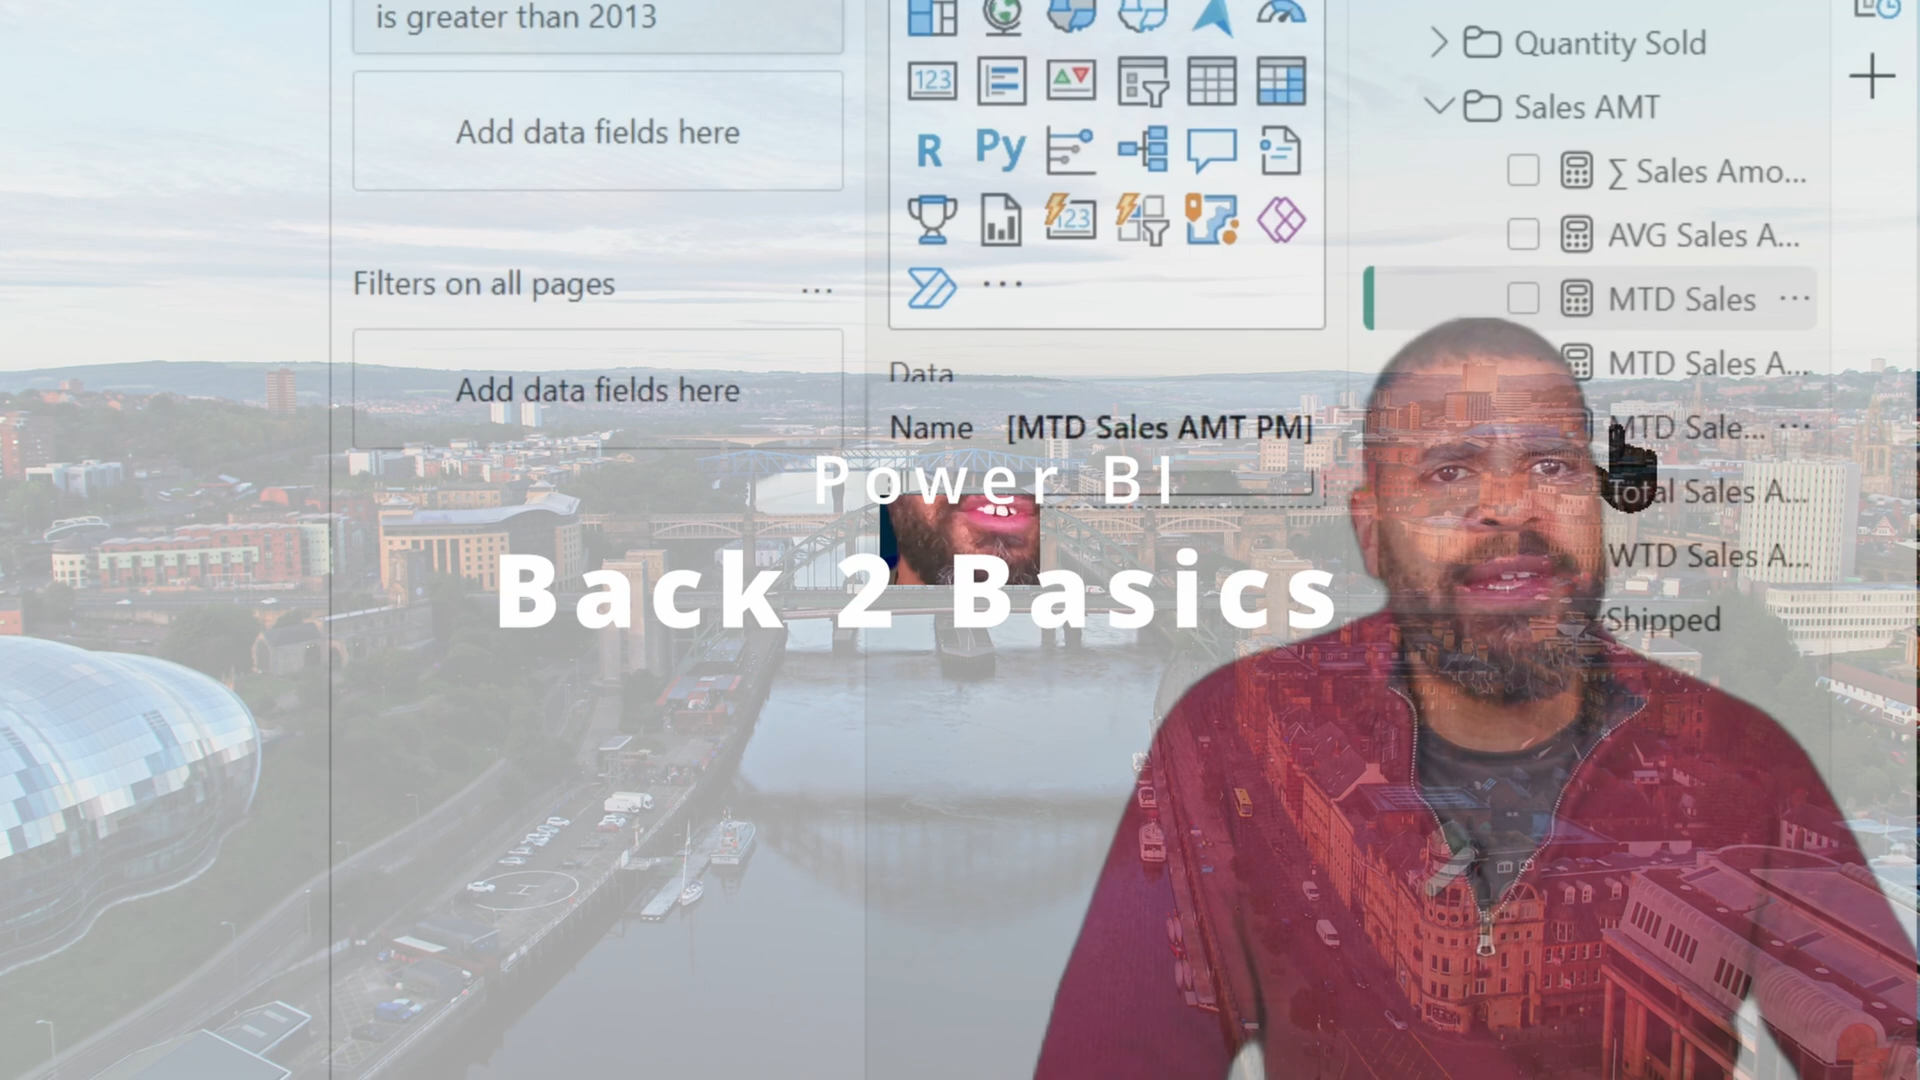 is greater than 2013
Add data fields here
Filters on all pages ...
Add data fields here
123
R Py
123
...
Data
Name [MTD Sales AMT PM]
Quantity Sold
Sales AMT
∑ Sales Amo...
AVG Sales A...
MTD Sales ...
MTD Sales A...
MTD Sale... ...
Total Sales A...
WTD Sales A...
Shipped
Power BI
Back 2 Basics
H